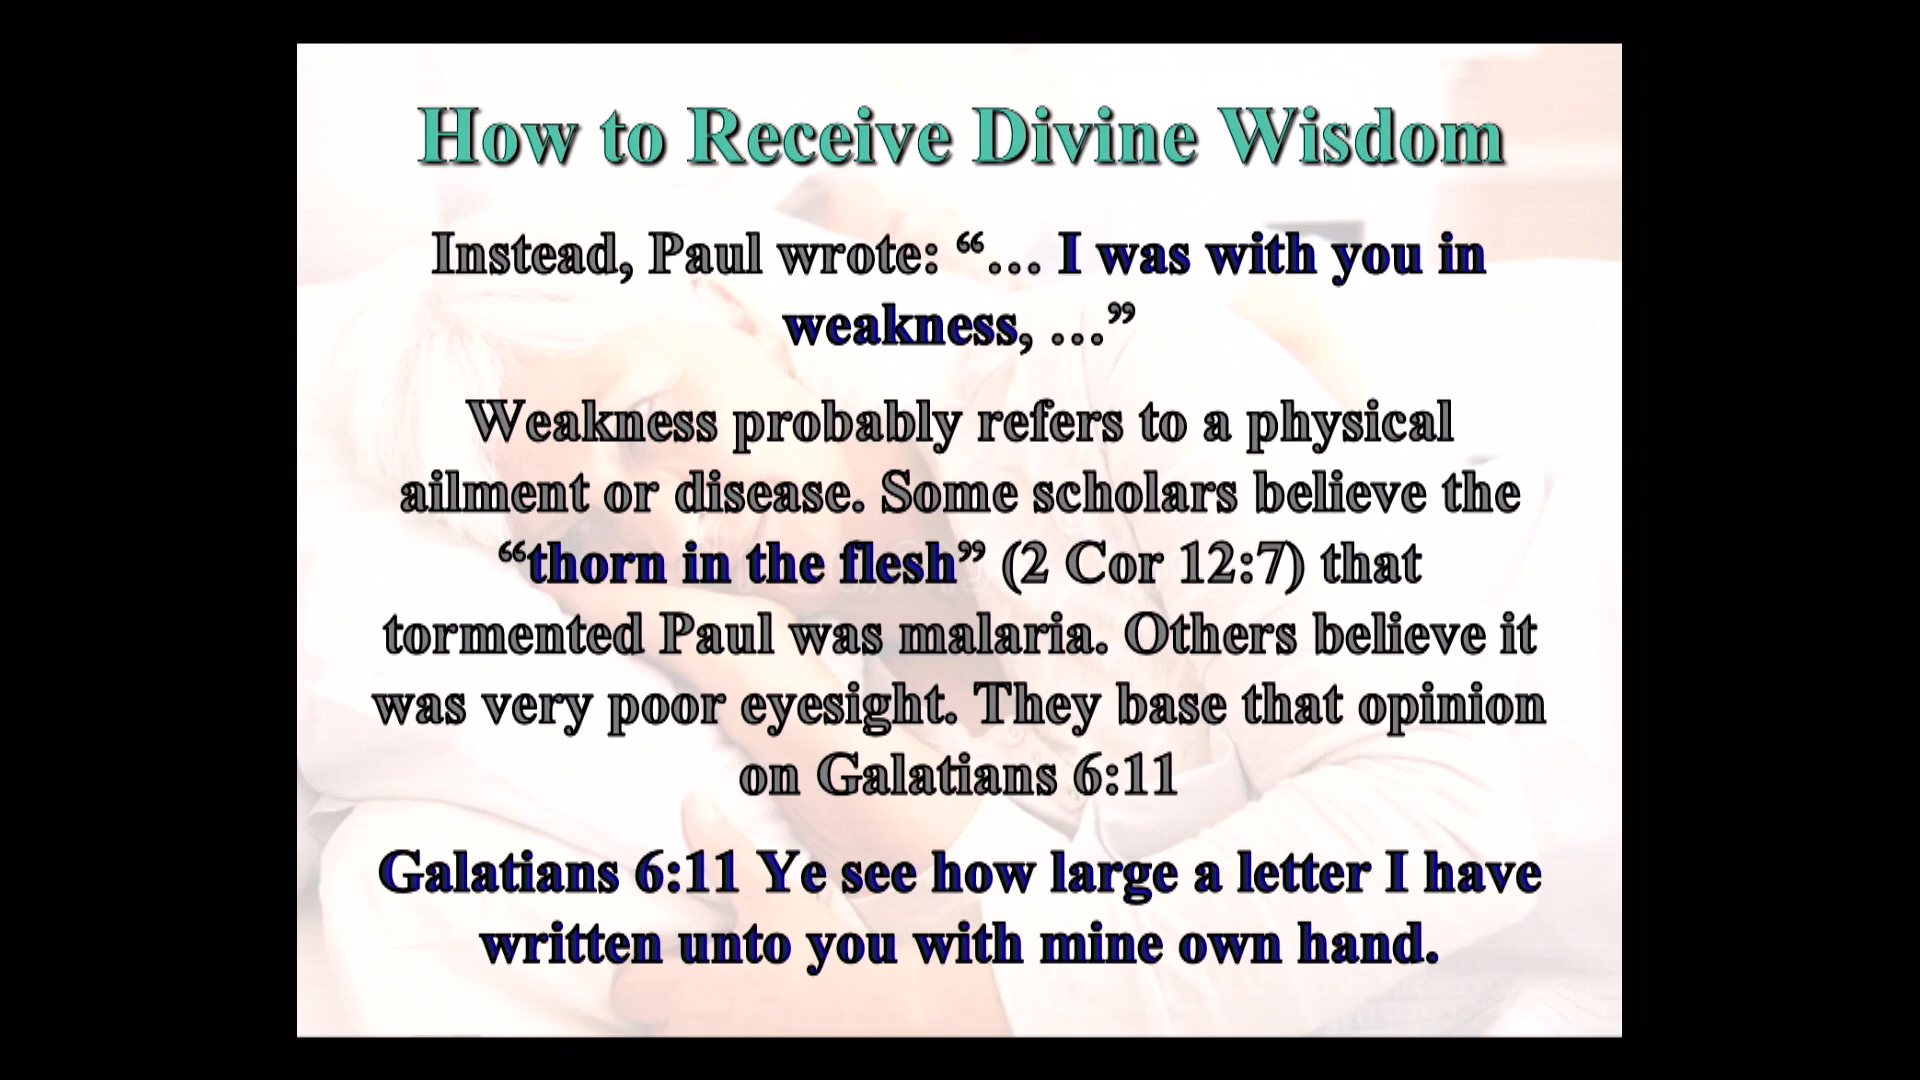 How to Receive Divine Wisdom
Instead, Paul wrote: “… I was with you in
weakness, …”
Weakness probably refers to a physical
ailment or disease. Some scholars believe the
“thorn in the flesh” (2 Cor 12:7) that
tormented Paul was malaria. Others believe it
was very poor eyesight. They base that opinion
on Galatians 6:11
Galatians 6:11 Ye see how large a letter I have
written unto you with mine own hand.